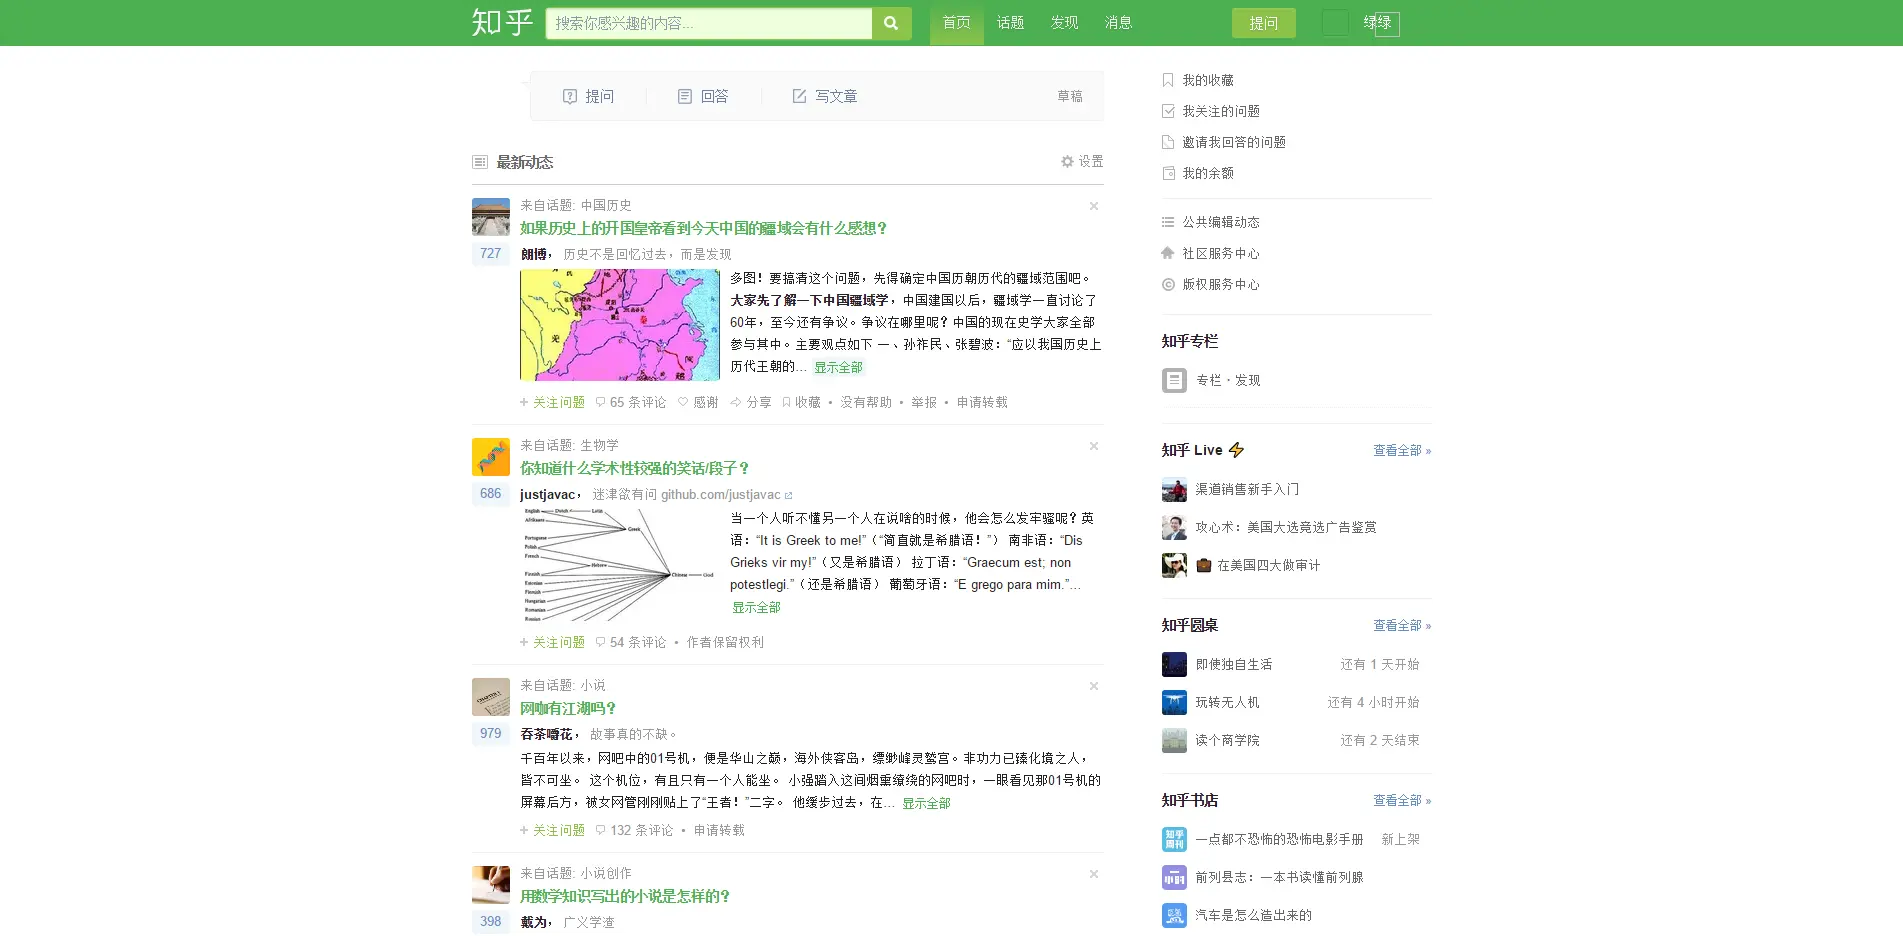 知乎
搜索你感兴趣的内容...
首页 话题 发现 消息
提问
绿绿
提问 回答 写文章 草稿
最新动态 设置
来自话题: 中国历史
如果历史上的开国皇帝看到今天中国的疆域会有什么感想？
727
朗博， 历史不是回忆过去，而是发现
多图！要搞清这个问题，先得确定中国历朝历代的疆域范围吧。
大家先了解一下中国疆域学，中国建国以后，疆域学一直讨论了
60年，至今还有争议。争议在哪里呢？中国的现在史学大家全部
参与其中。主要观点如下 一、孙祚民、张碧波：“应以我国历史上
历代王朝的... 显示全部
关注问题 65 条评论 感谢 分享 收藏 • 没有帮助 • 举报 • 申请转载
来自话题: 生物学
你知道什么学术性较强的笑话/段子？
686
justjavac， 迷津欲有问 github.com/justjavac
English Dutch Latin
Afrikaans
Greek
Portuguese
Polish
French
Hebrew
Chinese God
Estonian
Finnish
Hungarian
Romanian
Russian
当一个人听不懂另一个人在说啥的时候，他会怎么发牢骚呢？英
语：“It is Greek to me!”（“简直就是希腊语！”） 南非语：“Dis
Grieks vir my!”（又是希腊语） 拉丁语：“Graecum est; non
potestlegi.”（还是希腊语） 葡萄牙语：“E grego para mim.”...
显示全部
关注问题 54 条评论 • 作者保留权利
来自话题: 小说
网咖有江湖吗？
979
吞茶嚼花， 故事真的不缺。
千百年以来，网吧中的01号机，便是华山之巅，海外侠客岛，缥缈峰灵鹫宫。非功力已臻化境之人，
皆不可坐。 这个机位，有且只有一个人能坐。 小强踏入这间烟熏缭绕的网吧时，一眼看见那01号机的
屏幕后方，被女网管刚刚贴上了“王者！”二字。 他缓步过去，在... 显示全部
关注问题 132 条评论 • 申请转载
来自话题: 小说创作
用数学知识写出的小说是怎样的？
398
戴为， 广义学渣
我的收藏
我关注的问题
邀请我回答的问题
我的余额
公共编辑动态
社区服务中心
版权服务中心
知乎专栏
专栏 · 发现
知乎 Live 查看全部 »
渠道销售新手入门
攻心术：美国大选竞选广告鉴赏
在美国四大做审计
知乎圆桌 查看全部 »
即使独自生活 还有 1 天开始
玩转无人机 还有 4 小时开始
读个商学院 还有 2 天结束
知乎书店 查看全部 »
知乎
周刊
一点都不恐怖的恐怖电影手册 新上架
前列县志：一本书读懂前列腺
汽车是怎么造出来的